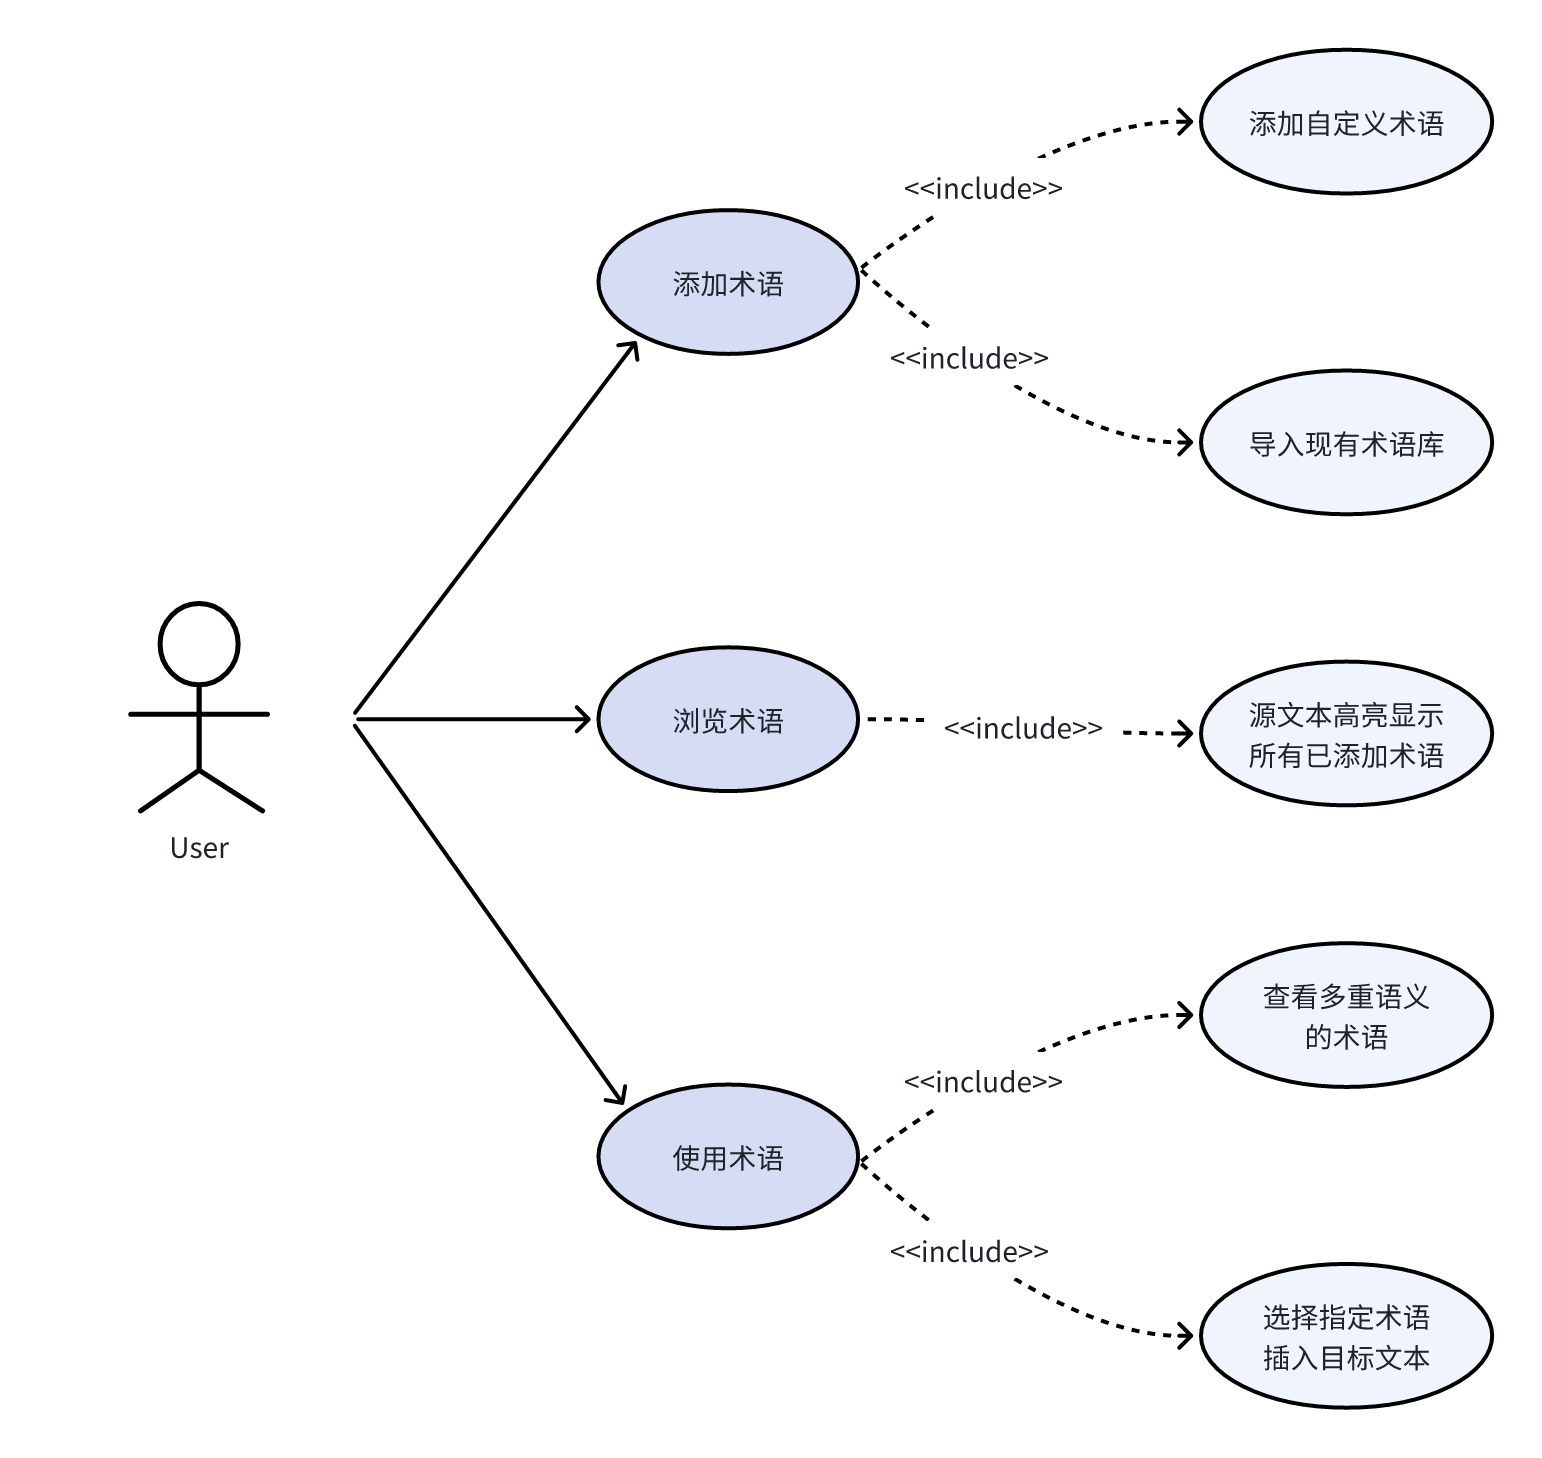 添加自定义术语
<<include>>
添加术语
<<include>>
导入现有术语库
User
浏览术语
<<include>>
源文本高亮显示
所有已添加术语
查看多重语义
的术语
<<include>>
使用术语
<<include>>
选择指定术语
插入目标文本